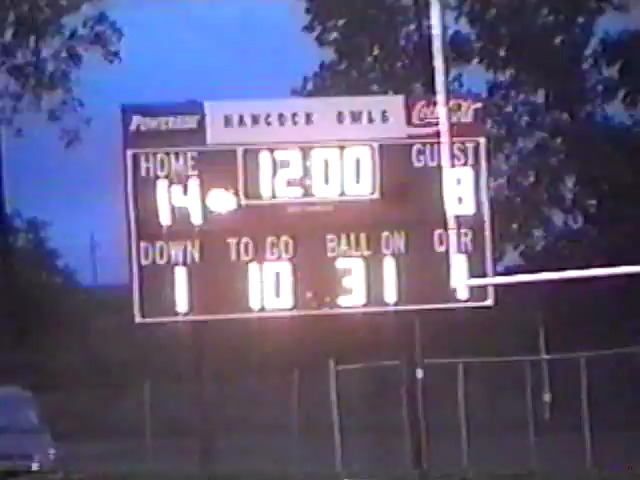 POWERADE HANCOCK OWLS Coca-Cola
HOME 12:00 GUEST
14 8
DOWN TO GO BALL ON QTR
1 10 31